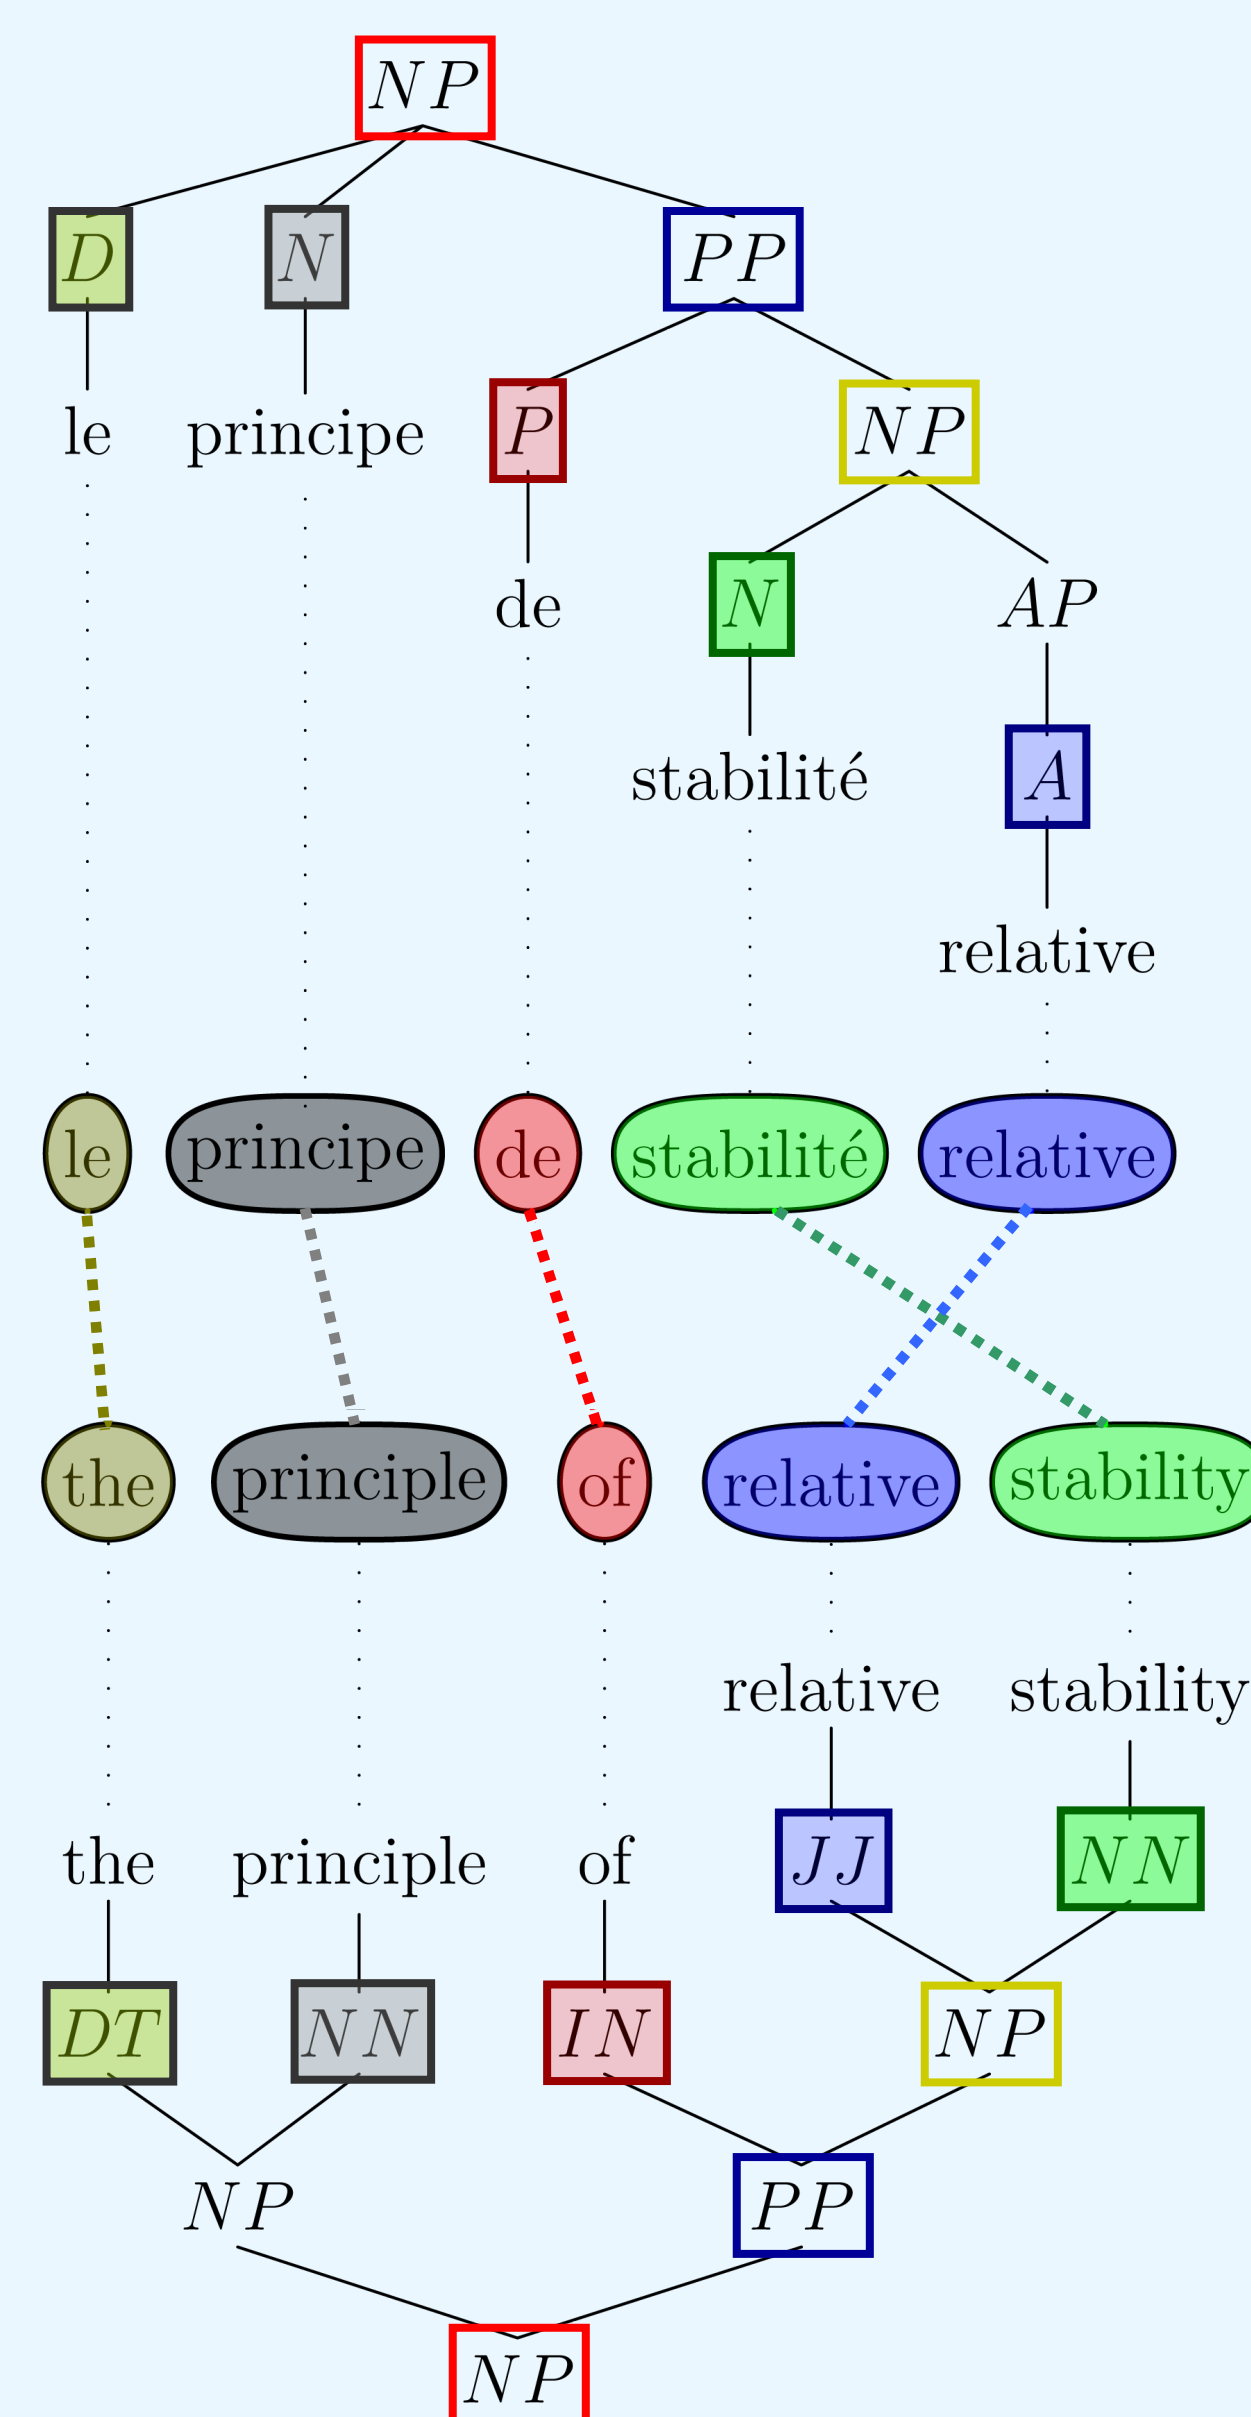 NP
D N PP
le principe P NP
de N AP
stabilité A
relative
le principe de stabilité relative
the principle of relative stability
relative stability
the principle of JJ NN
DT NN IN NP
NP PP
NP